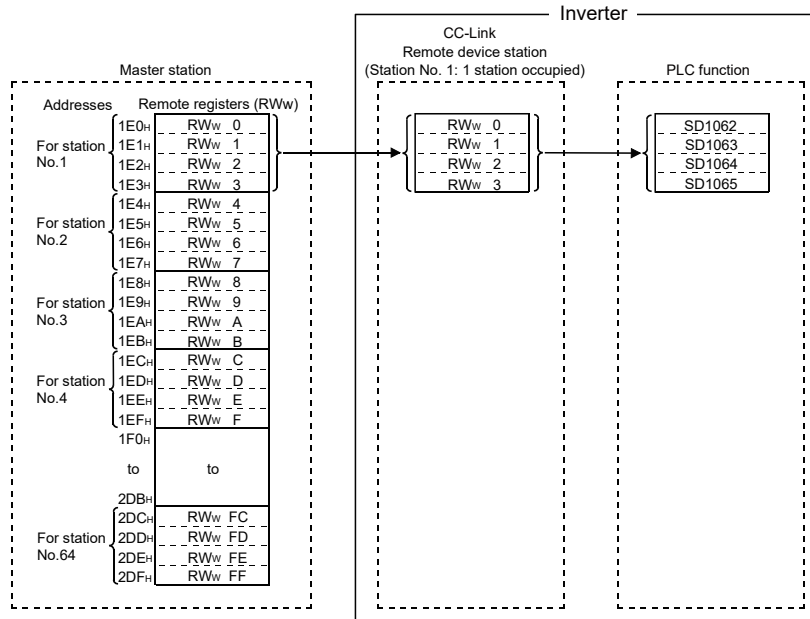 Inverter
CC-Link
Remote device station
(Station No. 1: 1 station occupied)
Master station
PLC function
Addresses Remote registers (RWw)
For station No.1
1E0H RWw 0
1E1H RWw 1
1E2H RWw 2
1E3H RWw 3
For station No.2
1E4H RWw 4
1E5H RWw 5
1E6H RWw 6
1E7H RWw 7
For station No.3
1E8H RWw 8
1E9H RWw 9
1EAH RWw A
1EBH RWw B
For station No.4
1ECH RWw C
1EDH RWw D
1EEH RWw E
1EFH RWw F
1F0H
to to
2DBH
For station No.64
2DCH RWw FC
2DDH RWw FD
2DEH RWw FE
2DFH RWw FF
RWw 0
RWw 1
RWw 2
RWw 3
SD1062
SD1063
SD1064
SD1065